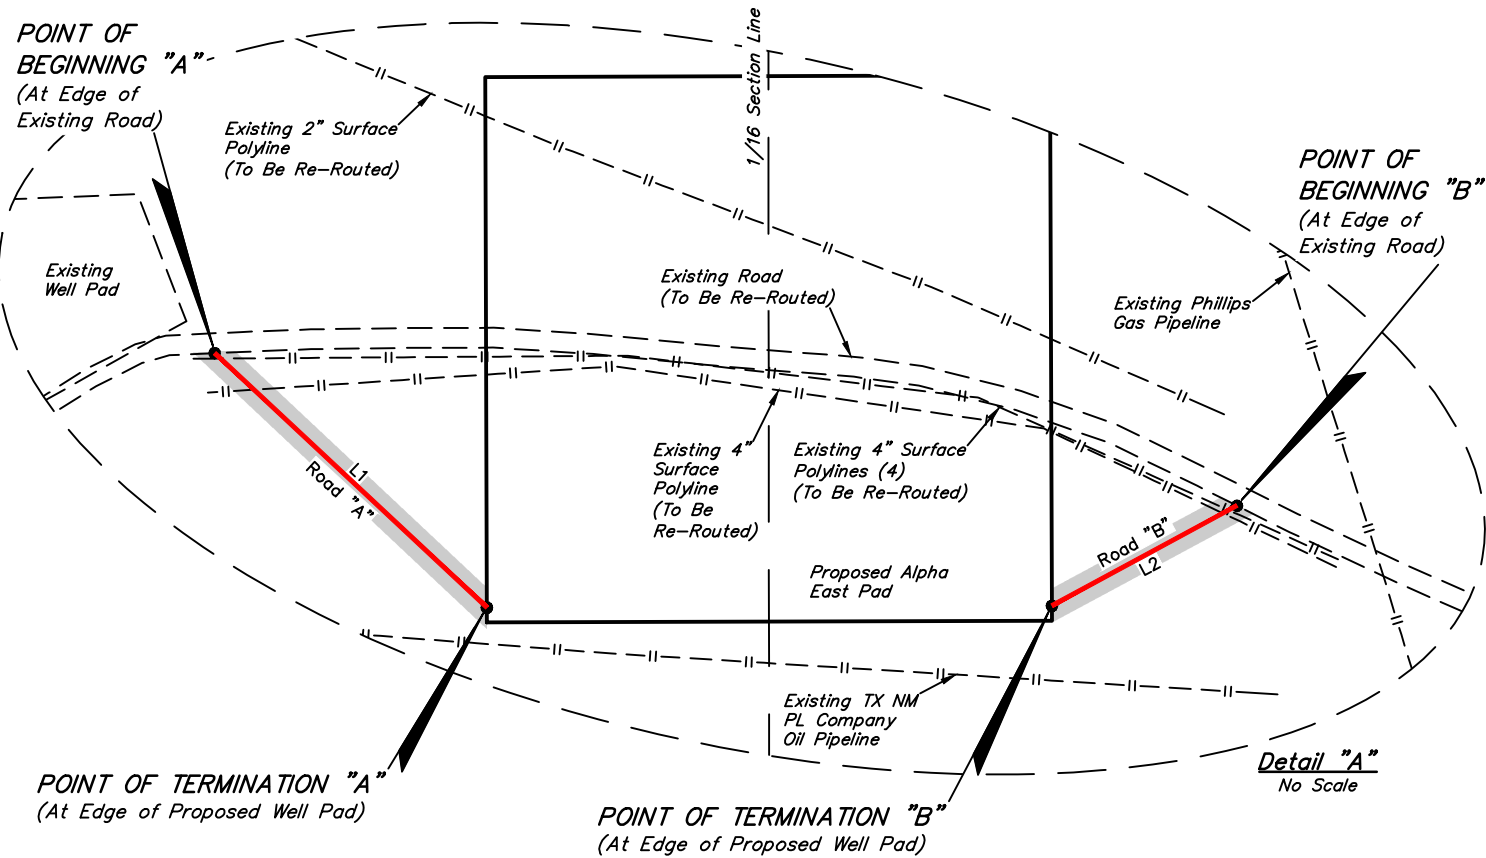 POINT OF
BEGINNING "A"
(At Edge of
Existing Road)
Existing 2" Surface
Polyline
(To Be Re-Routed)
1/16 Section Line
POINT OF
BEGINNING "B"
(At Edge of
Existing Road)
Existing
Well Pad
Existing Road
(To Be Re-Routed)
Existing Phillips
Gas Pipeline
L1
Road "A"
Existing 4"
Surface
Polyline
(To Be
Re-Routed)
Existing 4" Surface
Polylines (4)
(To Be Re-Routed)
Road "B"
L2
Proposed Alpha
East Pad
Existing TX NM
PL Company
Oil Pipeline
Detail "A"
No Scale
POINT OF TERMINATION "A"
(At Edge of Proposed Well Pad)
POINT OF TERMINATION "B"
(At Edge of Proposed Well Pad)